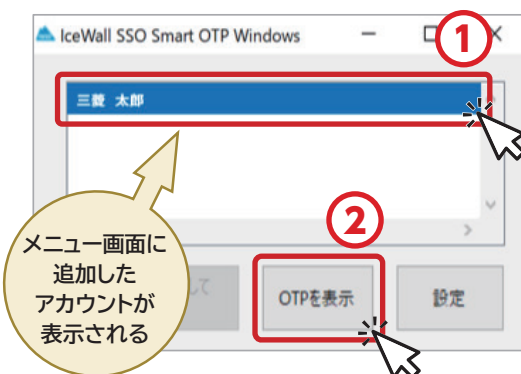 IceWall SSO Smart OTP Windows
①
三菱 太郎
②
メニュー画面に
追加した
アカウントが
表示される
して
OTPを表示
設定